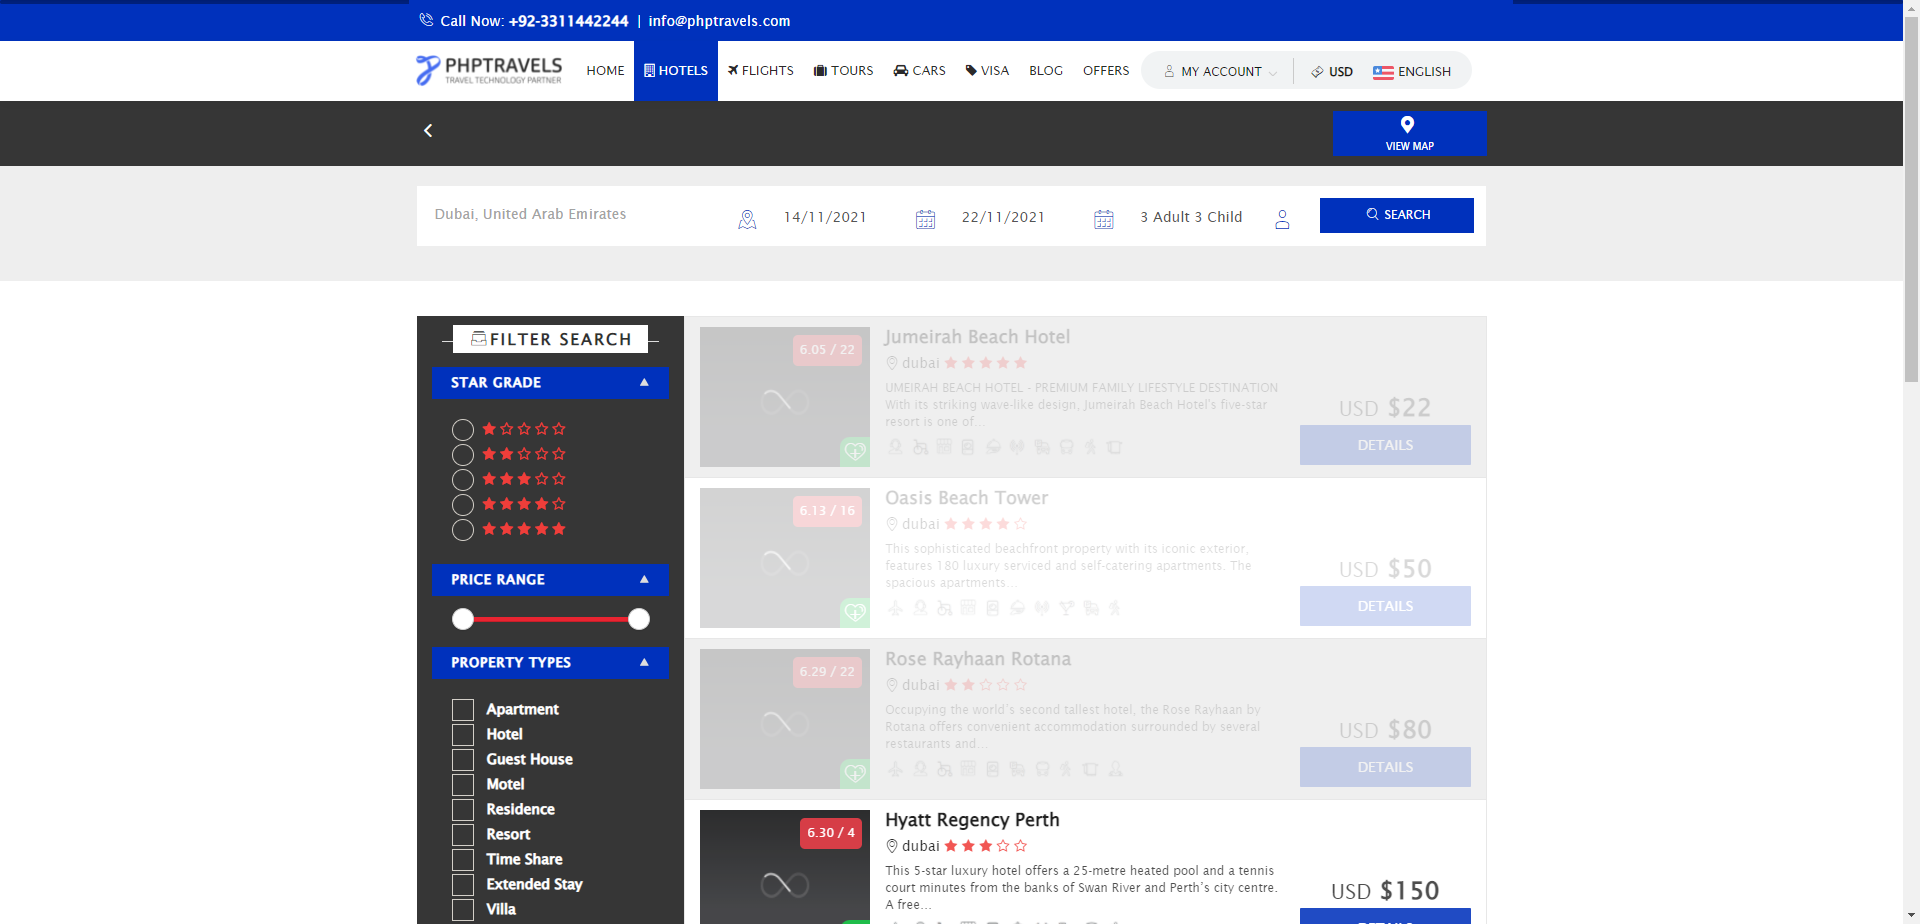 Call Now: +92-3311442244 | info@phptravels.com
PHPTRAVELS
TRAVEL TECHNOLOGY PARTNER
HOME HOTELS FLIGHTS TOURS CARS VISA BLOG OFFERS MY ACCOUNT USD ENGLISH
VIEW MAP
Dubai, United Arab Emirates 14/11/2021 22/11/2021 3 Adult 3 Child SEARCH
FILTER SEARCH
STAR GRADE
PRICE RANGE
PROPERTY TYPES
Apartment
Hotel
Guest House
Motel
Residence
Resort
Time Share
Extended Stay
Villa
6.05 / 22
Jumeirah Beach Hotel
dubai
UMEIRAH BEACH HOTEL - PREMIUM FAMILY LIFESTYLE DESTINATION
With its striking wave-like design, Jumeirah Beach Hotel's five-star
resort is one of...
USD $22
DETAILS
6.13 / 16
Oasis Beach Tower
dubai
This sophisticated beachfront property with its iconic exterior,
features 180 luxury serviced and self-catering apartments. The
spacious apartments...
USD $50
DETAILS
6.29 / 22
Rose Rayhaan Rotana
dubai
Occupying the world's second tallest hotel, the Rose Rayhaan by
Rotana offers convenient accommodation surrounded by several
restaurants and...
USD $80
DETAILS
6.30 / 4
Hyatt Regency Perth
dubai
This 5-star luxury hotel offers a 25-metre heated pool and a tennis
court minutes from the banks of Swan River and Perth's city centre.
A free...
USD $150